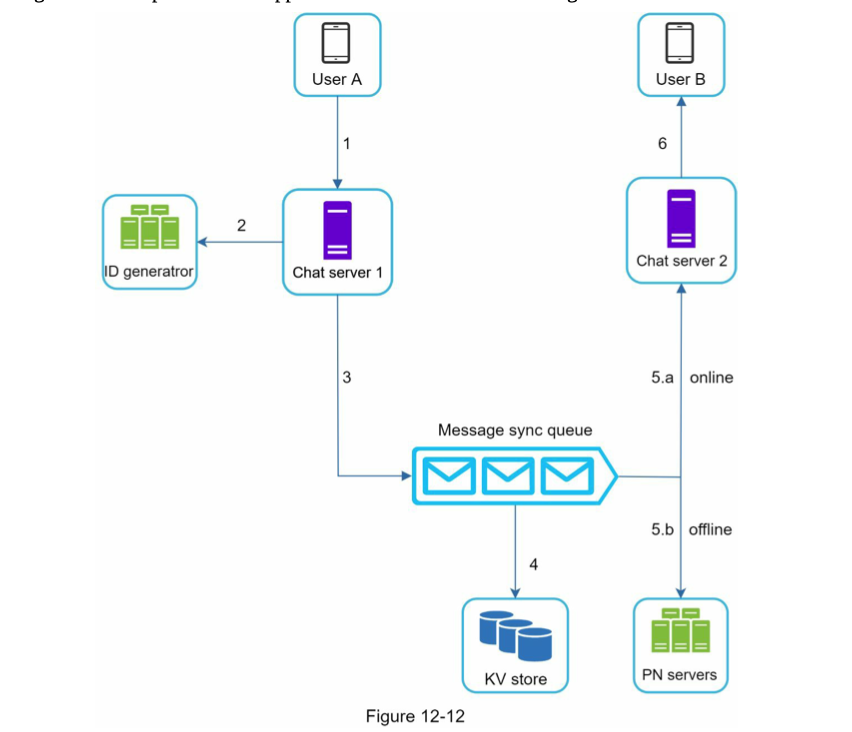 User A
User B
1
6
2
ID generatror
Chat server 1
Chat server 2
3
5.a online
Message sync queue
5.b offline
4
KV store
PN servers
Figure 12-12